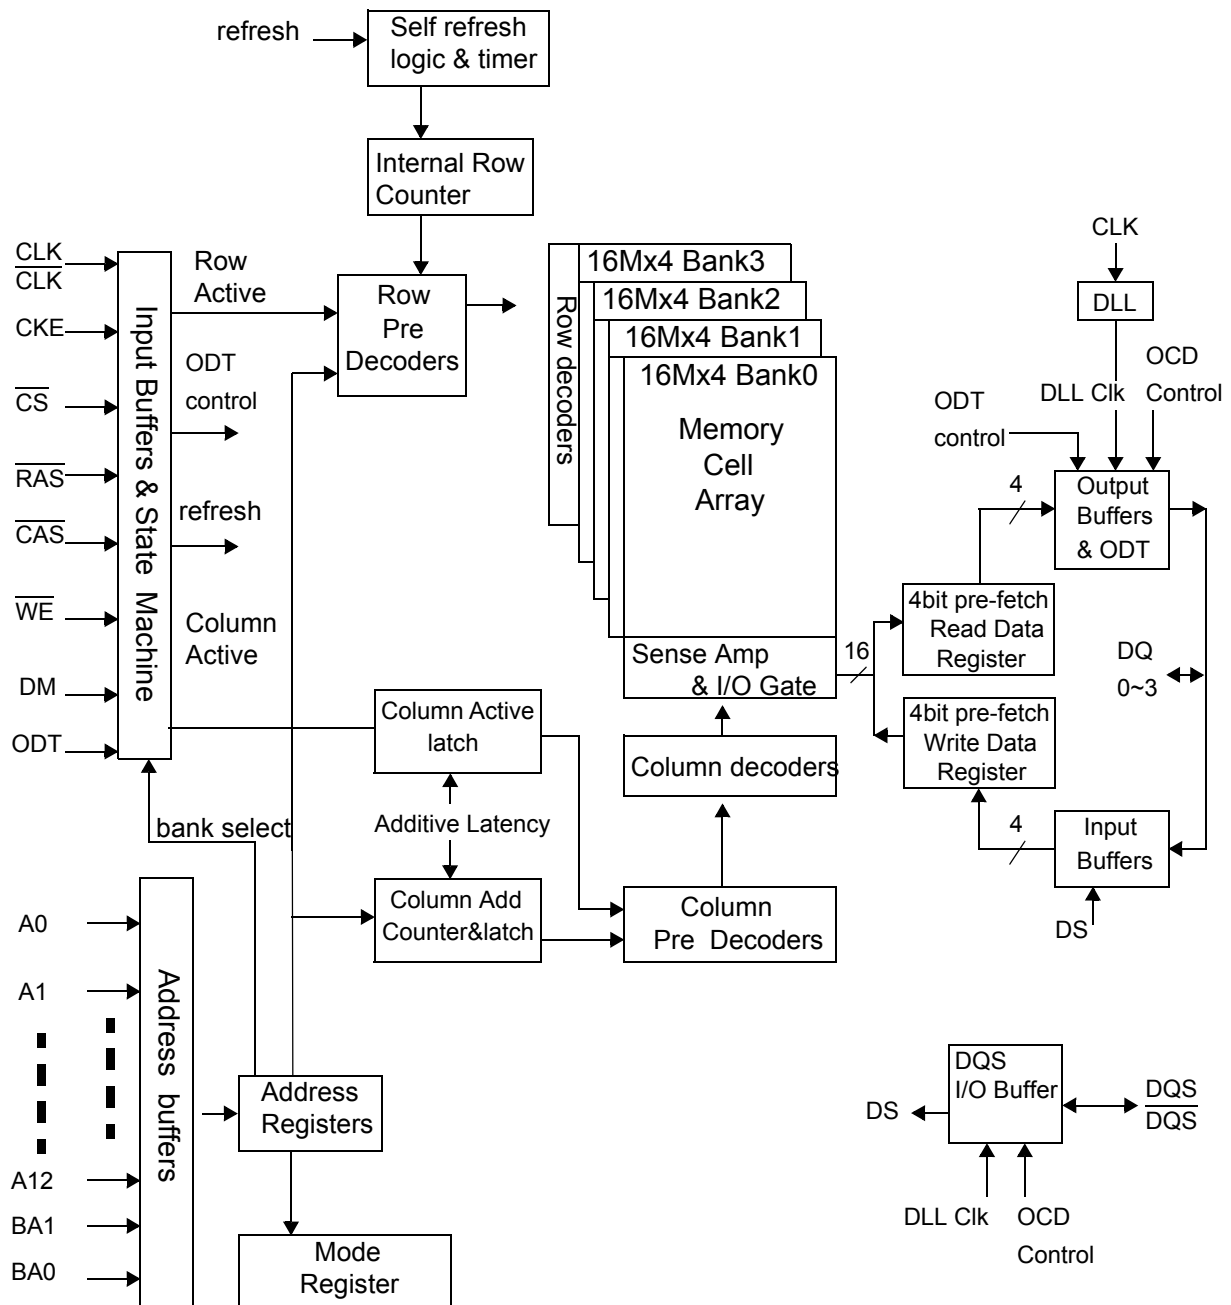 refresh
Self refresh
logic & timer
Internal Row
Counter
CLK
CLK
CKE
CS
RAS
CAS
WE
DM
ODT
Input Buffers & State Machine
Row
Active
ODT
control
refresh
Column
Active
Row
Pre
Decoders
Row decoders
16Mx4 Bank3
16Mx4 Bank2
16Mx4 Bank1
16Mx4 Bank0
Memory
Cell
Array
Sense Amp
& I/O Gate
16
Column decoders
Column Active
latch
Additive Latency
Column Add
Counter&latch
Column
Pre Decoders
bank select
A0
A1
A12
BA1
BA0
Address buffers
Address
Registers
Mode
Register
CLK
DLL
DLL Clk
OCD
Control
ODT
control
4
Output
Buffers
& ODT
4bit pre-fetch
Read Data
Register
DQ
0~3
4bit pre-fetch
Write Data
Register
4
Input
Buffers
DS
DQS
I/O Buffer
DS
DQS
DQS
DLL Clk
OCD
Control